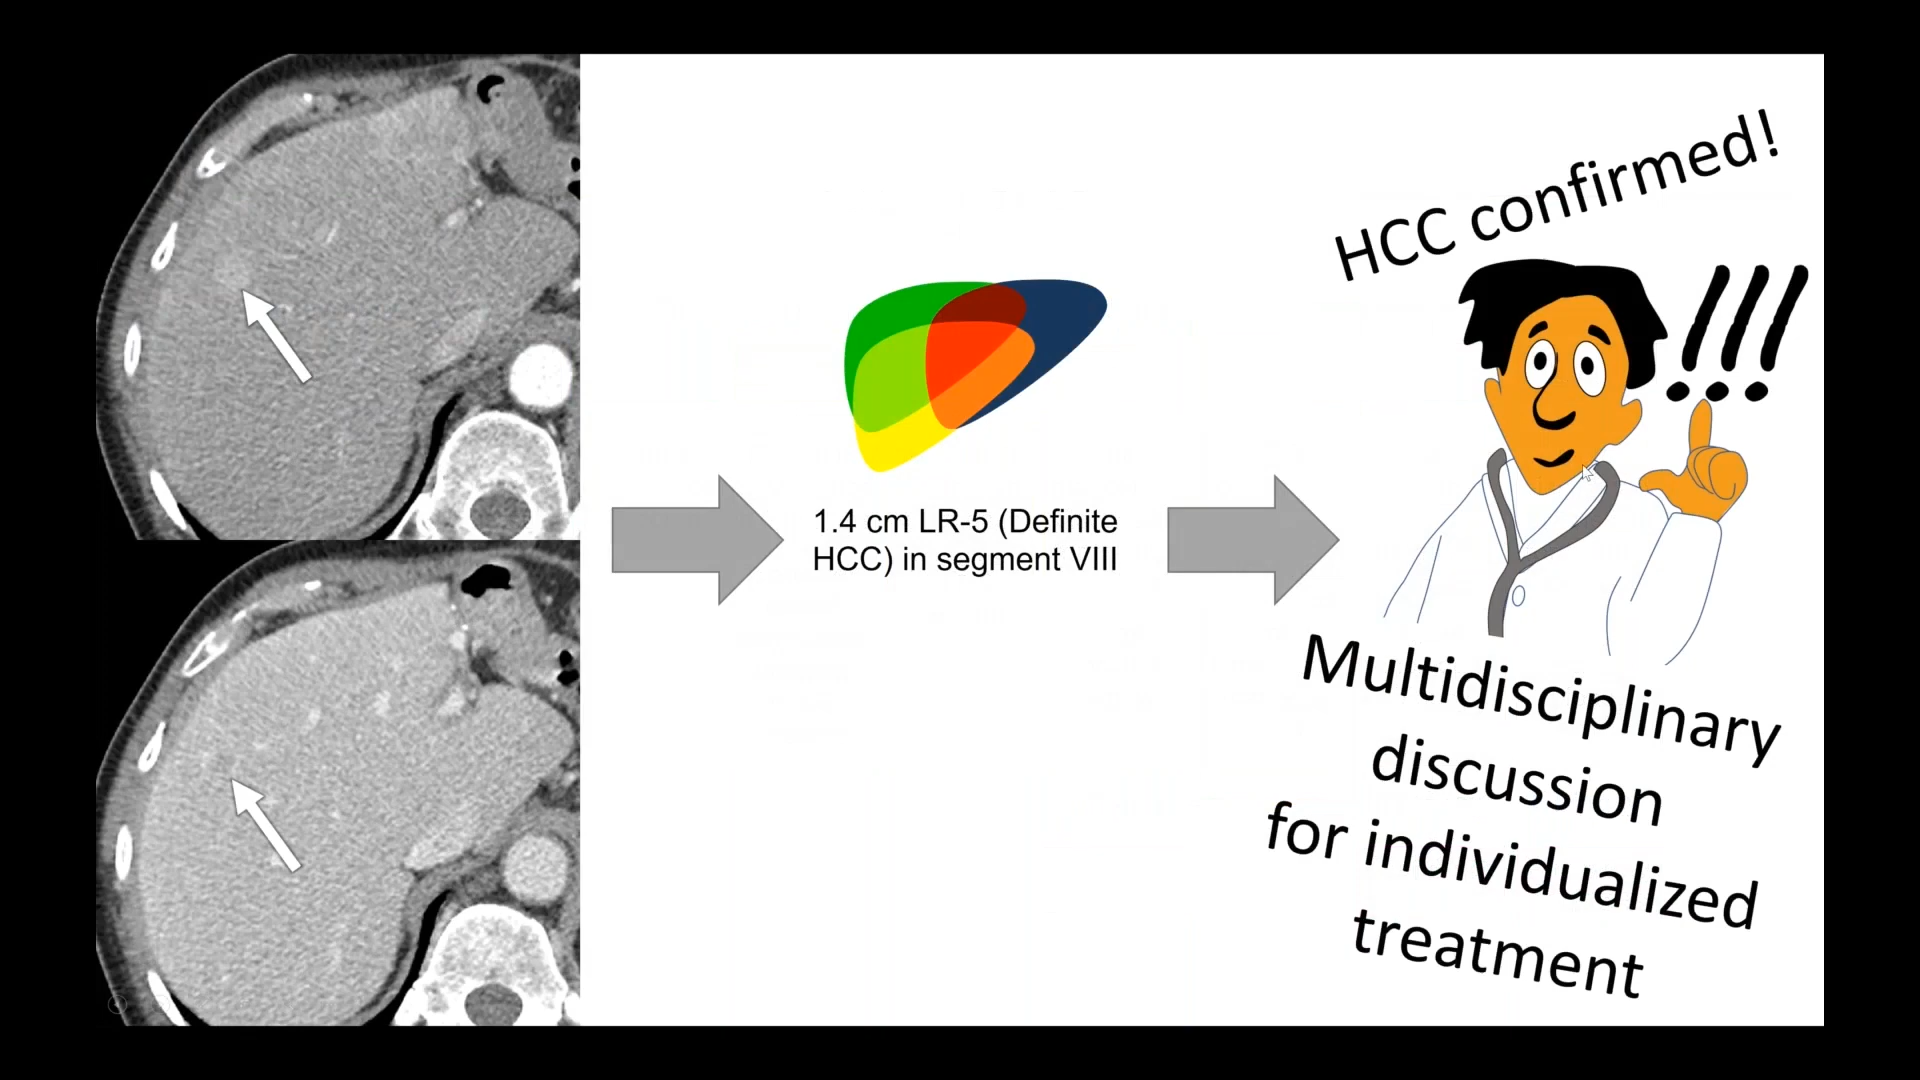 1.4 cm LR-5 (Definite
HCC) in segment VIII
HCC confirmed!
!!!
Multidisciplinary
discussion
for individualized
treatment